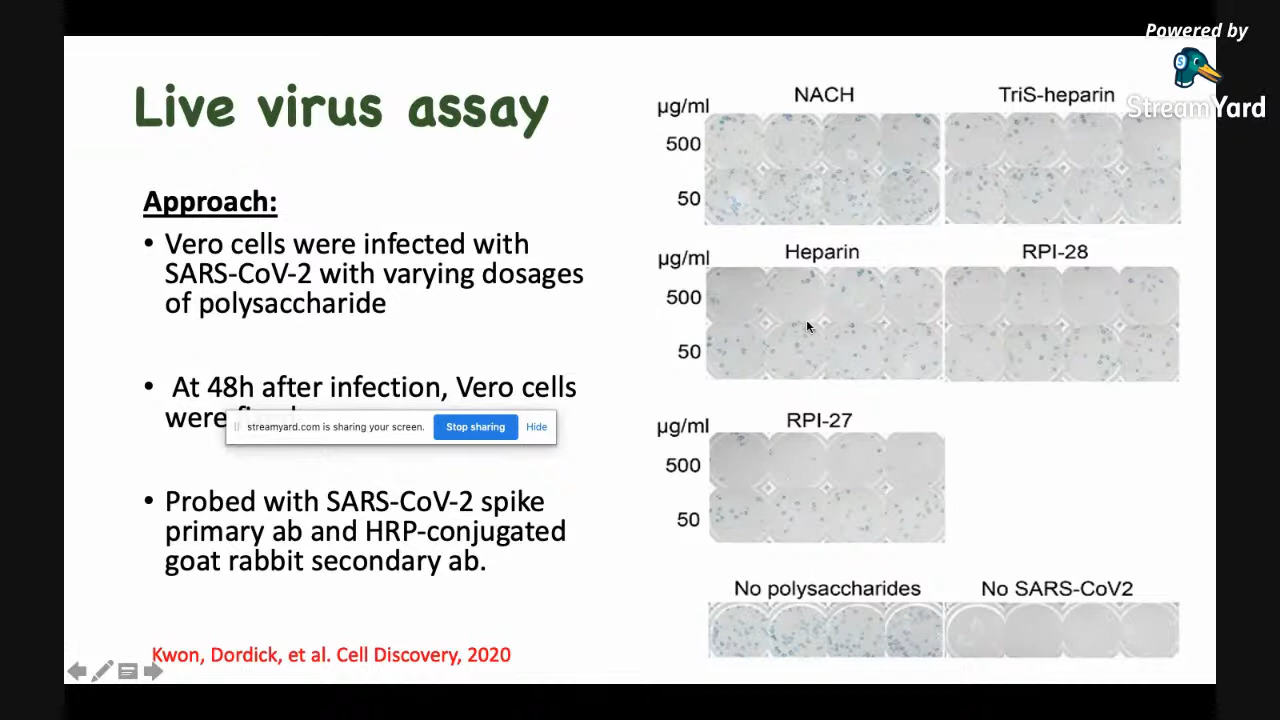 Powered by
StreamYard
Live virus assay
Approach:
• Vero cells were infected with
SARS-CoV-2 with varying dosages
of polysaccharide
• At 48h after infection, Vero cells
were
streamyard.com is sharing your screen. Stop sharing Hide
• Probed with SARS-CoV-2 spike
primary ab and HRP-conjugated
goat rabbit secondary ab.
Kwon, Dordick, et al. Cell Discovery, 2020
µg/ml NACH TriS-heparin
500
50
µg/ml Heparin RPI-28
500
50
µg/ml RPI-27
500
50
No polysaccharides No SARS-CoV2